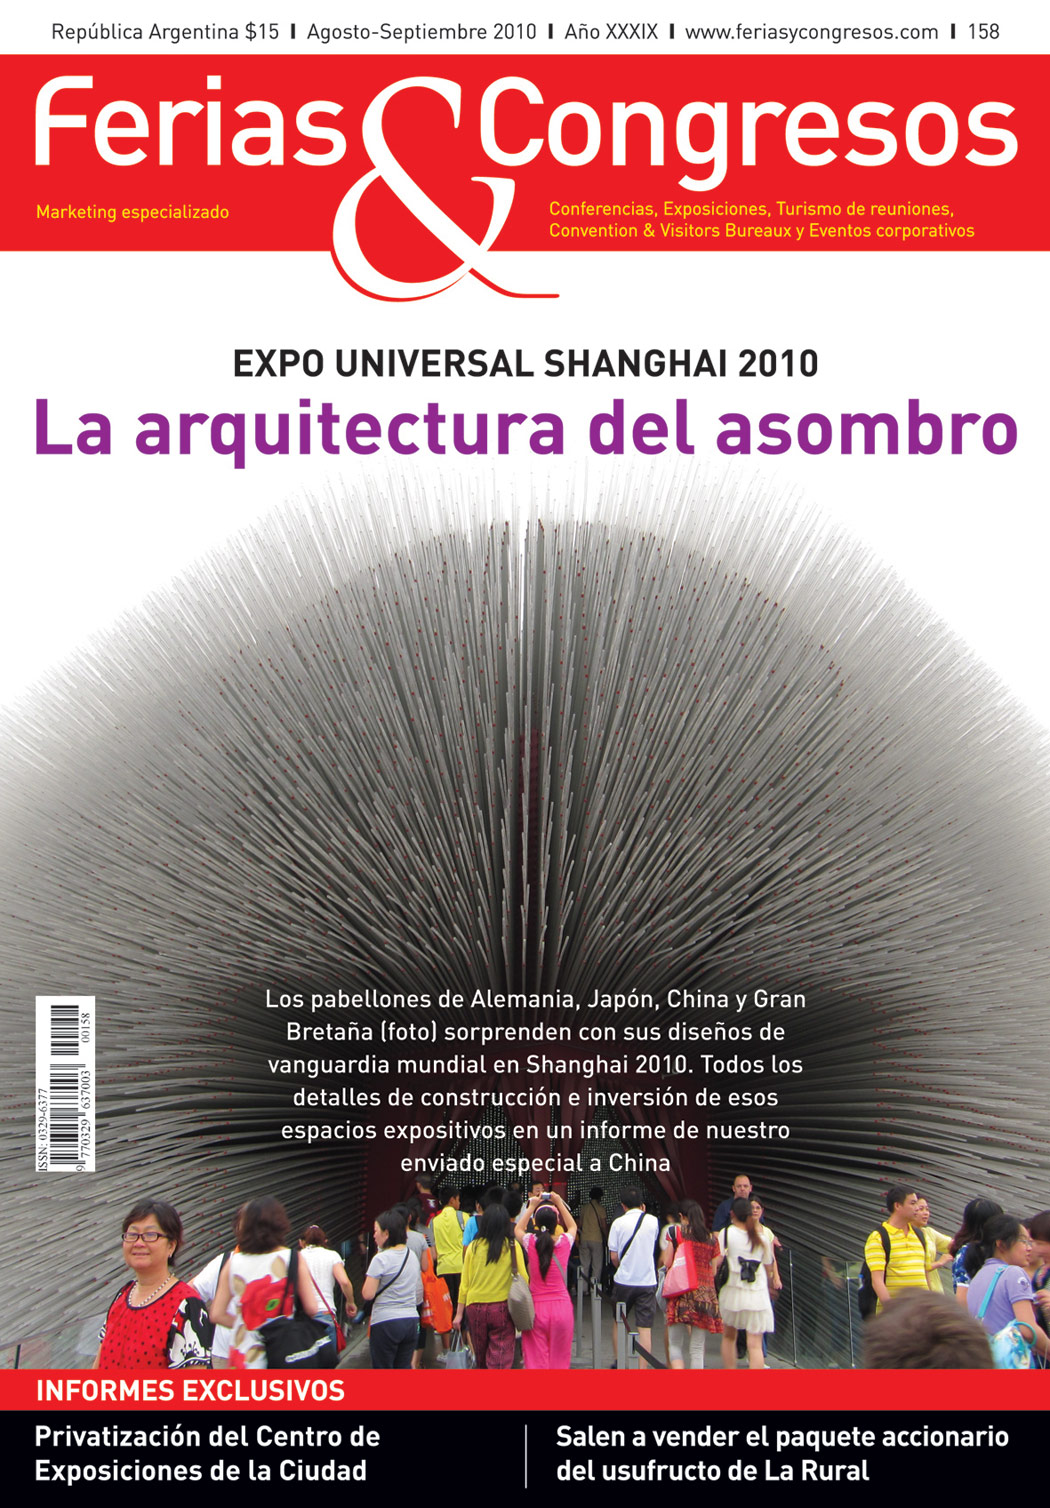 República Argentina $15 I Agosto-Septiembre 2010 I Año XXXIX I www.feriasycongresos.com I 158
Ferias & Congresos
Marketing especializado
Conferencias, Exposiciones, Turismo de reuniones,
Convention & Visitors Bureaux y Eventos corporativos
EXPO UNIVERSAL SHANGHAI 2010
La arquitectura del asombro
Los pabellones de Alemania, Japón, China y Gran
Bretaña (foto) sorprenden con sus diseños de
vanguardia mundial en Shanghai 2010. Todos los
detalles de construcción e inversión de esos
espacios expositivos en un informe de nuestro
enviado especial a China
ISSN: 0329-6377
9 770329 637003
00158
INFORMES EXCLUSIVOS
Privatización del Centro de
Exposiciones de la Ciudad
Salen a vender el paquete accionario
del usufructo de La Rural